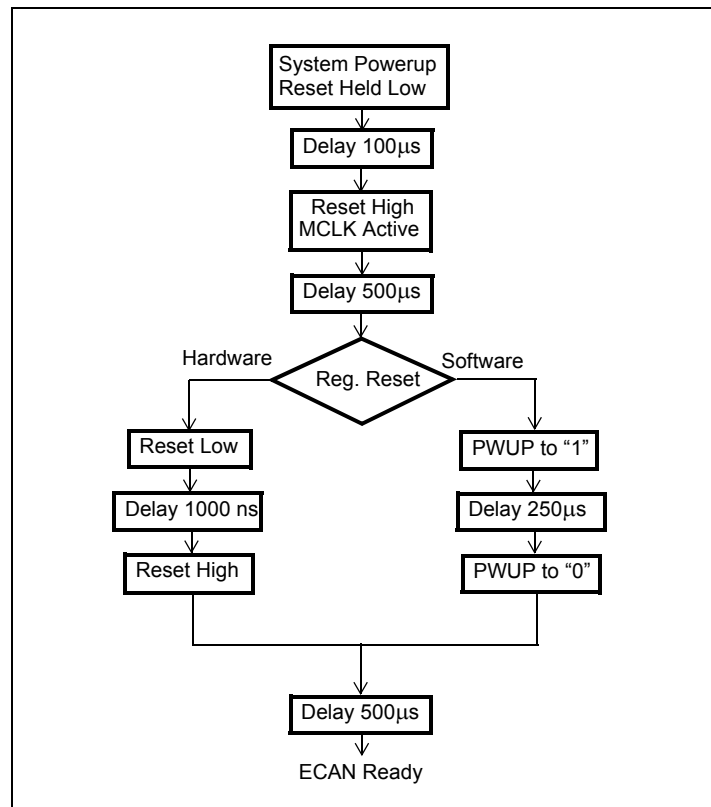 System Powerup
Reset Held Low
Delay 100μs
Reset High
MCLK Active
Delay 500μs
Hardware
Software
Reg. Reset
Reset Low
PWUP to “1”
Delay 1000 ns
Delay 250μs
Reset High
PWUP to “0”
Delay 500μs
ECAN Ready